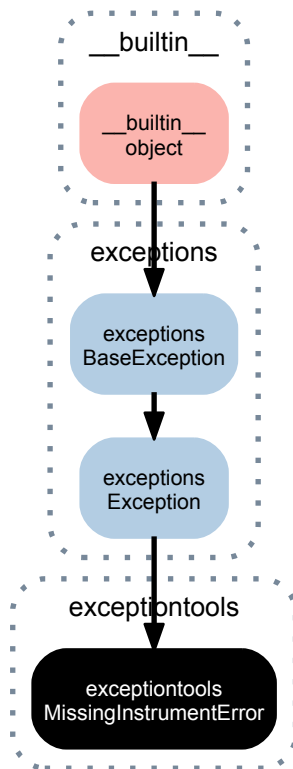 __builtin__
__builtin__
object
exceptions
exceptions
BaseException
exceptions
Exception
exceptiontools
exceptiontools
MissingInstrumentError